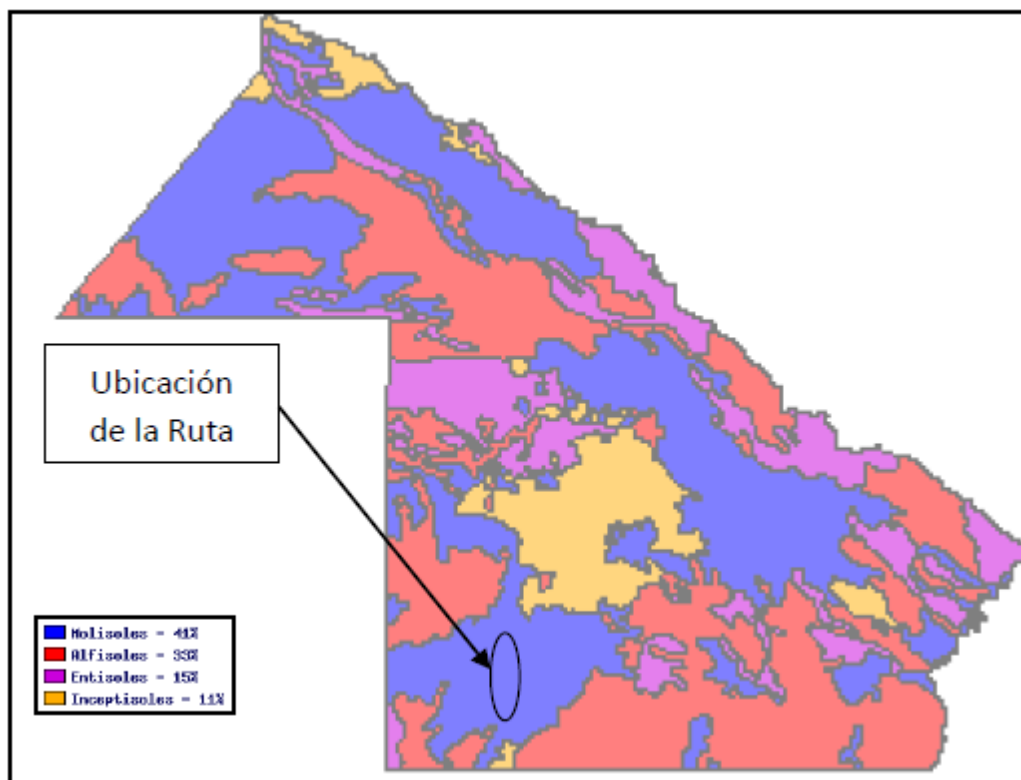 Ubicación
de la Ruta
Molisoles - 41%
Alfisoles - 33%
Entisoles - 15%
Inceptisoles - 11%